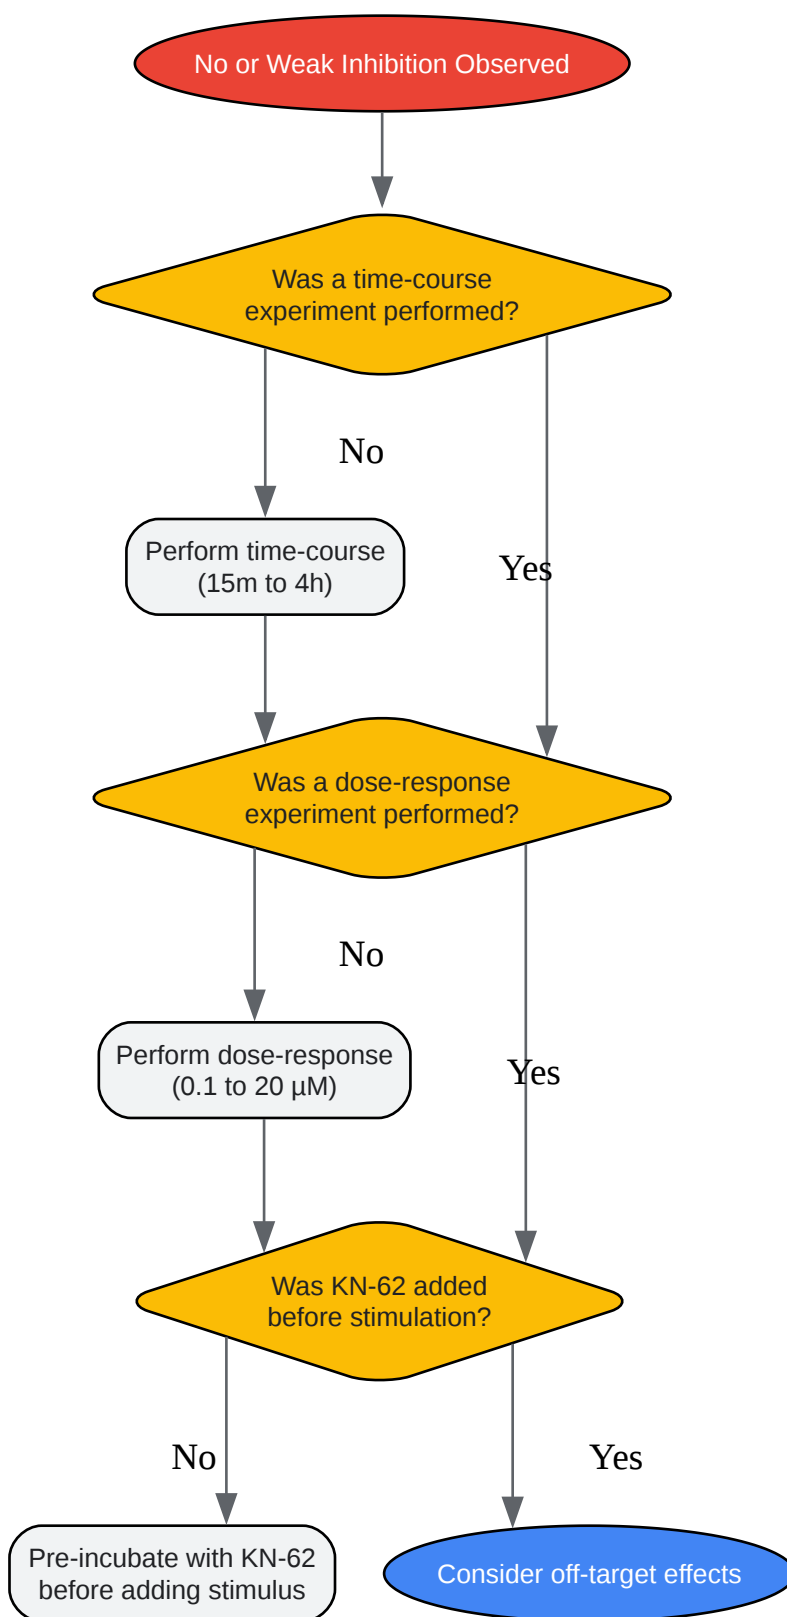 No or Weak Inhibition Observed
Was a time-course
experiment performed?
No
Perform time-course
(15m to 4h)
Yes
Was a dose-response
experiment performed?
No
Perform dose-response
(0.1 to 20 µM)
Yes
Was KN-62 added
before stimulation?
No
Yes
Pre-incubate with KN-62
before adding stimulus
Consider off-target effects